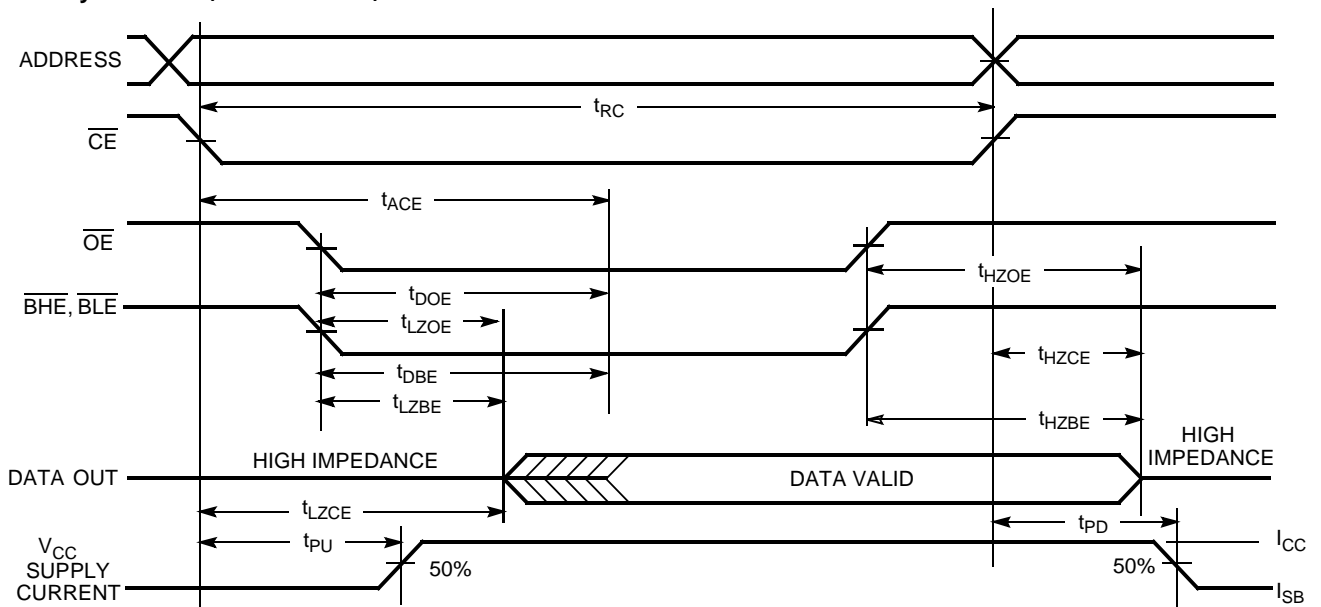 ADDRESS
tRC
CE
tACE
OE
tHZOE
tDOE
BHE, BLE
tLZOE
tHZCE
tDBE
tLZBE
tHZBE
HIGH IMPEDANCE
HIGH
IMPEDANCE
DATA OUT
DATA VALID
tLZCE
tPD
tPU
VCC
SUPPLY
CURRENT
50%
50%
ICC
ISB